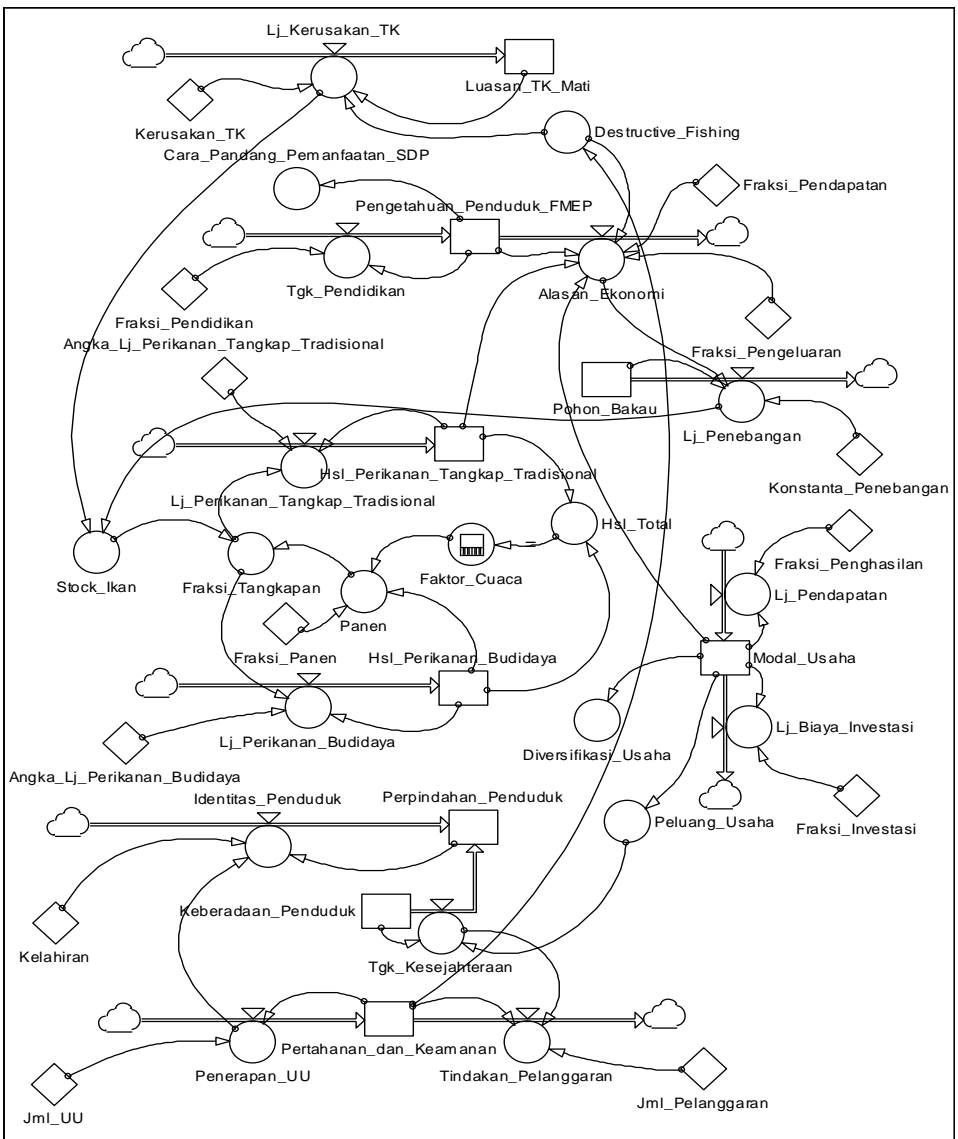 Lj_Kerusakan_TK
Luasan_TK_Mati
Kerusakan_TK
Destructive_Fishing
Cara_Pandang_Pemanfaatan_SDP
Fraksi_Pendapatan
Pengetahuan_Penduduk_FMEP
Tgk_Pendidikan
Alasan_Ekonomi
Fraksi_Pendidikan
Angka_Lj_Perikanan_Tangkap_Tradisional
Fraksi_Pengeluaran
Pohon_Bakau
Lj_Penebangan
Hsl_Perikanan_Tangkap_Tradisional
Konstanta_Penebangan
Lj_Perikanan_Tangkap_Tradisional
Hsl_Total
Fraksi_Penghasilan
Stock_Ikan
Fraksi_Tangkapan
Faktor_Cuaca
Lj_Pendapatan
Panen
Fraksi_Panen
Hsl_Perikanan_Budidaya
Modal_Usaha
Lj_Perikanan_Budidaya
Diversifikasi_Usaha
Lj_Biaya_Investasi
Angka_Lj_Perikanan_Budidaya
Identitas_Penduduk
Perpindahan_Penduduk
Peluang_Usaha
Fraksi_Investasi
Keberadaan_Penduduk
Kelahiran
Tgk_Kesejahteraan
Pertahanan_dan_Keamanan
Penerapan_UU
Tindakan_Pelanggaran
Jml_UU
Jml_Pelanggaran